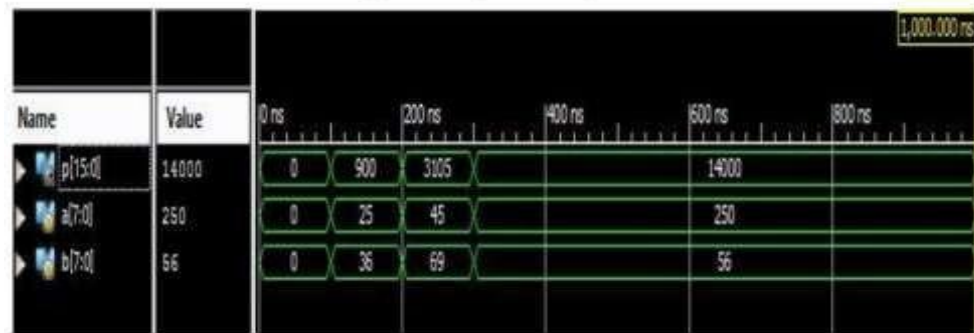 1,000.000 ns
Name Value 0 ns 200 ns 400 ns 600 ns 800 ns
p[15:0] 14000 0 900 3105 14000
a[7:0] 250 0 25 45 250
b[7:0] 56 0 36 69 56